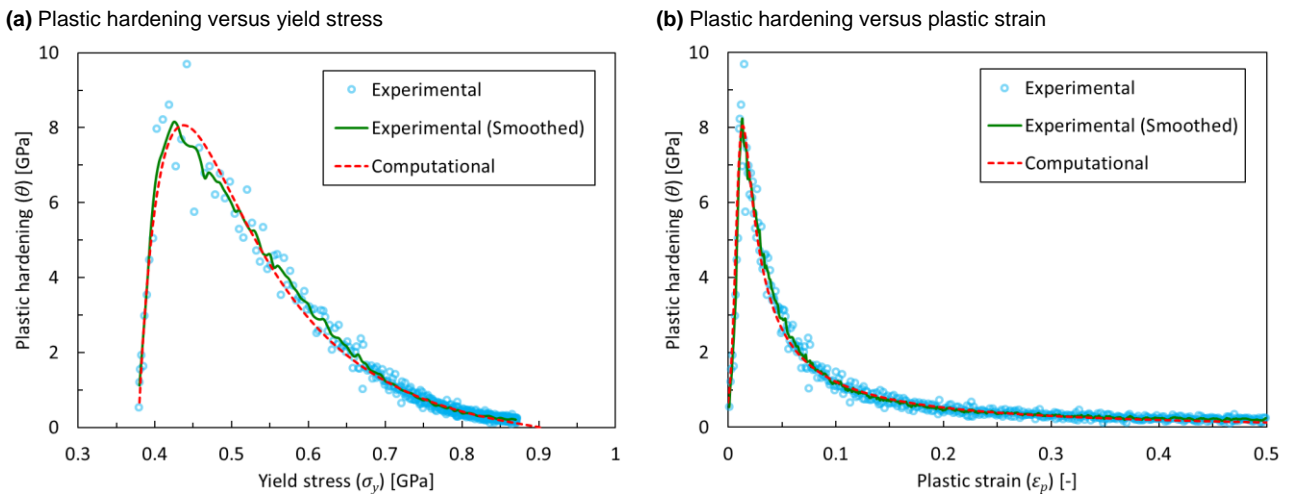 (a) Plastic hardening versus yield stress
10
8
6
4
2
0
Plastic hardening (θ) [GPa]
Experimental
Experimental (Smoothed)
Computational
0.3 0.4 0.5 0.6 0.7 0.8 0.9 1
Yield stress (σy) [GPa]
(b) Plastic hardening versus plastic strain
10
8
6
4
2
0
Plastic hardening (θ) [GPa]
Experimental
Experimental (Smoothed)
Computational
0 0.1 0.2 0.3 0.4 0.5
Plastic strain (εp) [-]